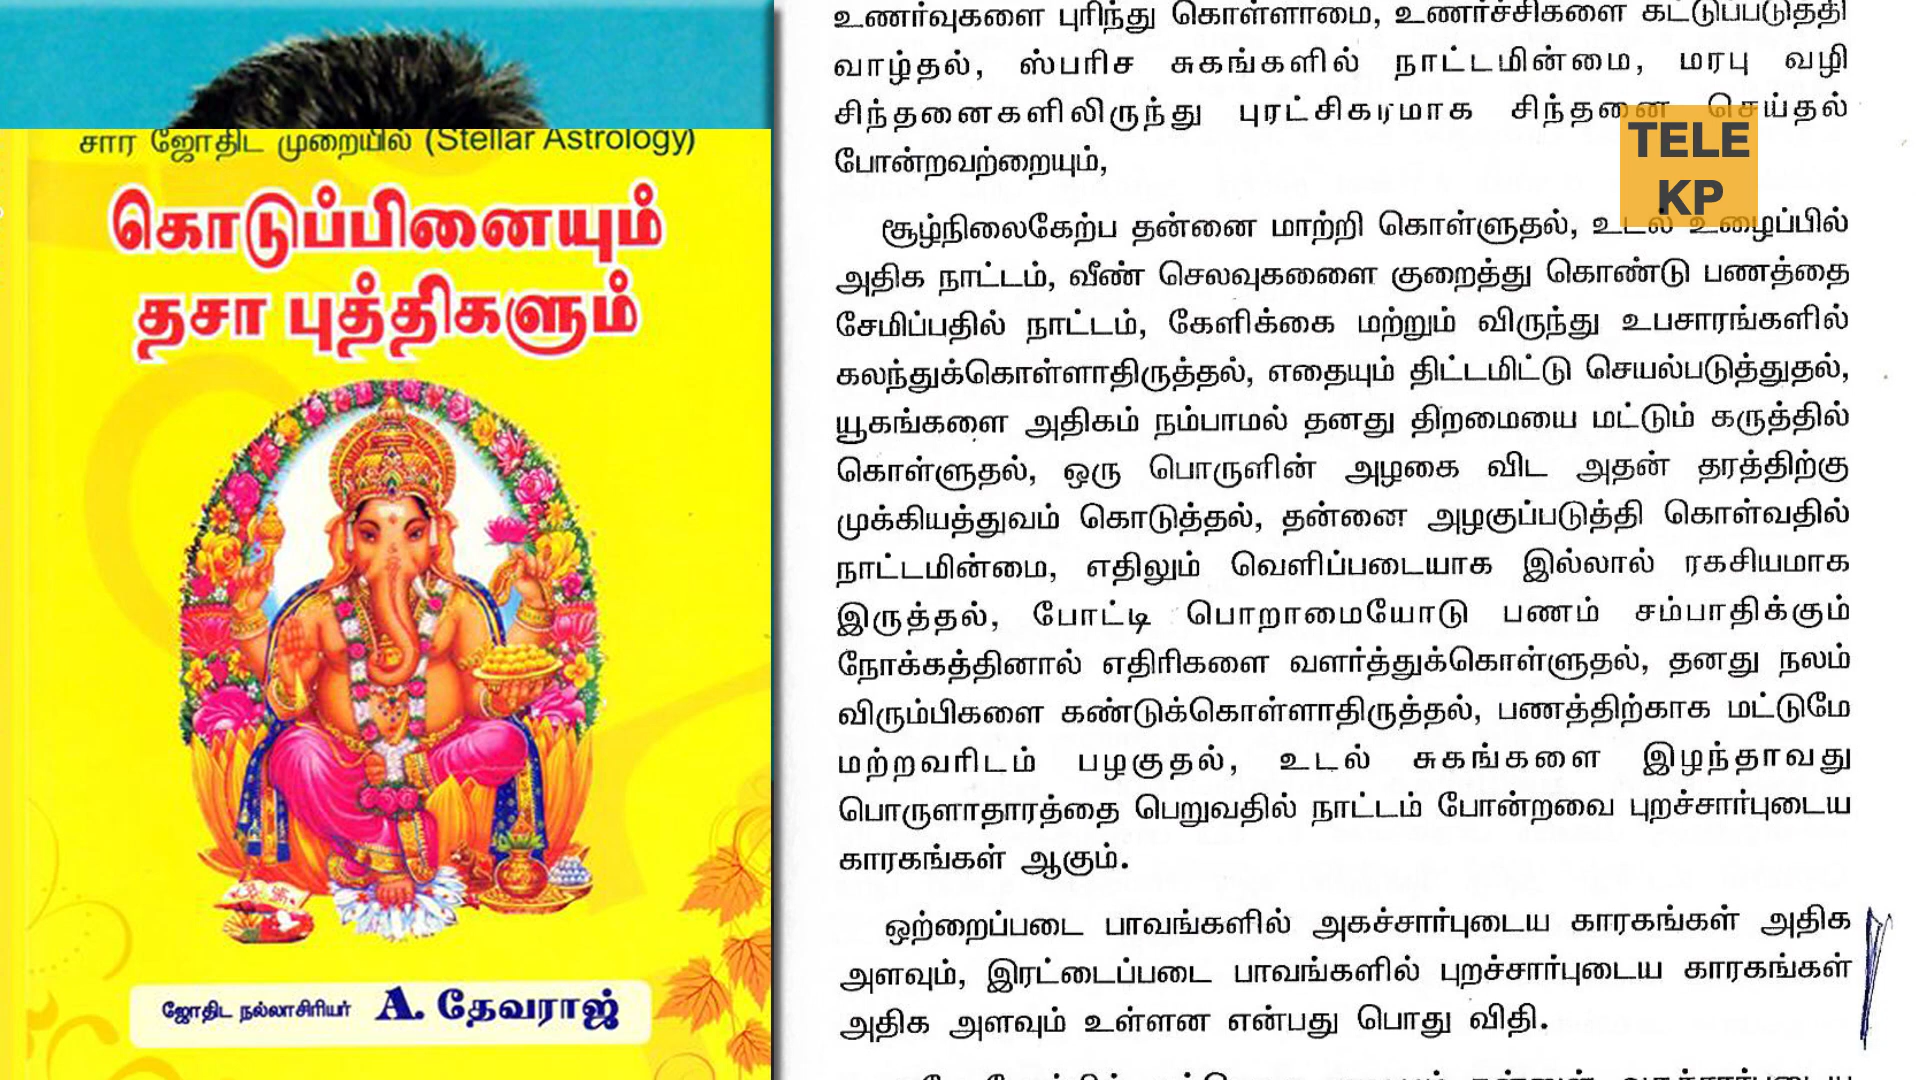 சார ஜோதிட முறையில் (Stellar Astrology)
கொடுப்பினையும்
தசா புத்திகளும்
ஜோதிட நல்லாசிரியர் A. தேவராஜ்
உணர்வுகளை புரிந்து கொள்ளாமை, உணர்ச்சிகளை கட்டுப்படுத்தி
வாழ்தல், ஸ்பரிச சுகங்களில் நாட்டமின்மை, மரபு வழி
சிந்தனைகளிலிருந்து புரட்சிகரமாக சிந்தனை செய்தல்
போன்றவற்றையும்,
TELE
KP
சூழ்நிலைகேற்ப தன்னை மாற்றி கொள்ளுதல், உடல் உழைப்பில்
அதிக நாட்டம், வீண் செலவுகளை குறைத்து கொண்டு பணத்தை
சேமிப்பதில் நாட்டம், கேளிக்கை மற்றும் விருந்து உபசாரங்களில்
கலந்துக்கொள்ளாதிருத்தல், எதையும் திட்டமிட்டு செயல்படுத்துதல்,
யூகங்களை அதிகம் நம்பாமல் தனது திறமையை மட்டும் கருத்தில்
கொள்ளுதல், ஒரு பொருளின் அழகை விட அதன் தரத்திற்கு
முக்கியத்துவம் கொடுத்தல், தன்னை அழகுப்படுத்தி கொள்வதில்
நாட்டமின்மை, எதிலும் வெளிப்படையாக இல்லால் ரகசியமாக
இருத்தல், போட்டி பொறாமையோடு பணம் சம்பாதிக்கும்
நோக்கத்தினால் எதிரிகளை வளர்த்துக்கொள்ளுதல், தனது நலம்
விரும்பிகளை கண்டுக்கொள்ளாதிருத்தல், பணத்திற்காக மட்டுமே
மற்றவரிடம் பழகுதல், உடல் சுகங்களை இழந்தாவது
பொருளாதாரத்தை பெறுவதில் நாட்டம் போன்றவை புறச்சார்புடைய
காரகங்கள் ஆகும்.
ஒற்றைப்படை பாவங்களில் அகச்சார்புடைய காரகங்கள் அதிக
அளவும், இரட்டைப்படை பாவங்களில் புறச்சார்புடைய காரகங்கள்
அதிக அளவும் உள்ளன என்பது பொது விதி.